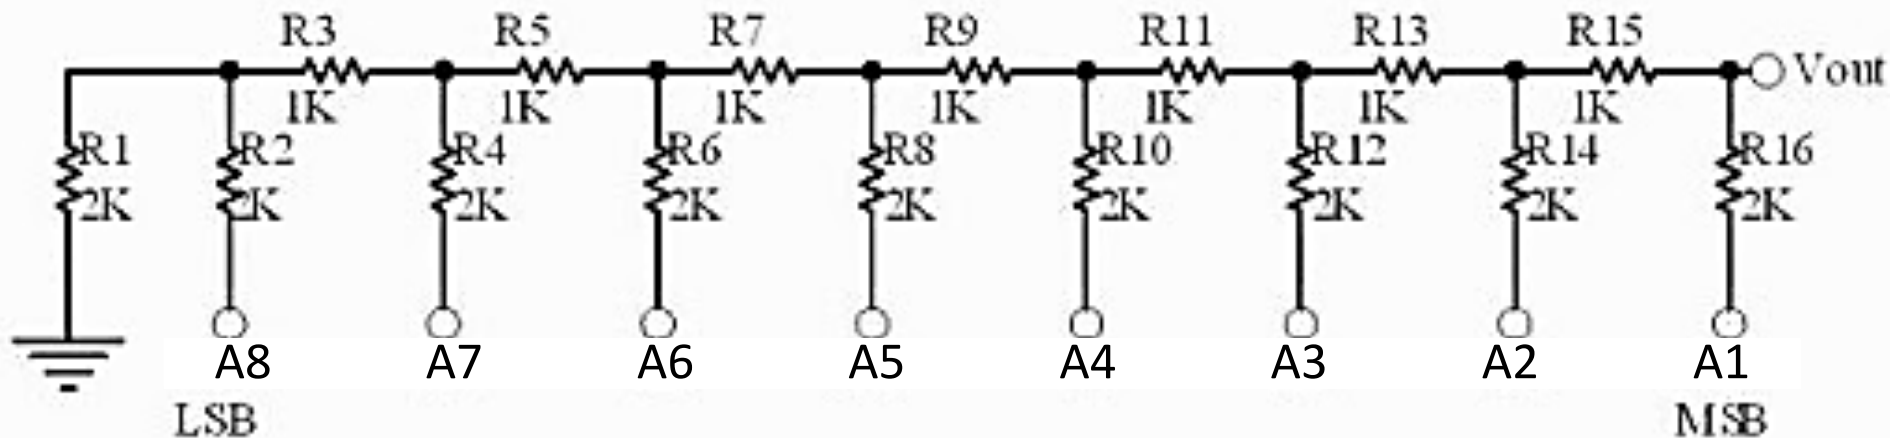 R3 R5 R7 R9 R11 R13 R15
Vout
1K 1K 1K 1K 1K 1K 1K
R1 R2 R4 R6 R8 R10 R12 R14 R16
2K 2K 2K 2K 2K 2K 2K 2K 2K
A8 A7 A6 A5 A4 A3 A2 A1
LSB MSB